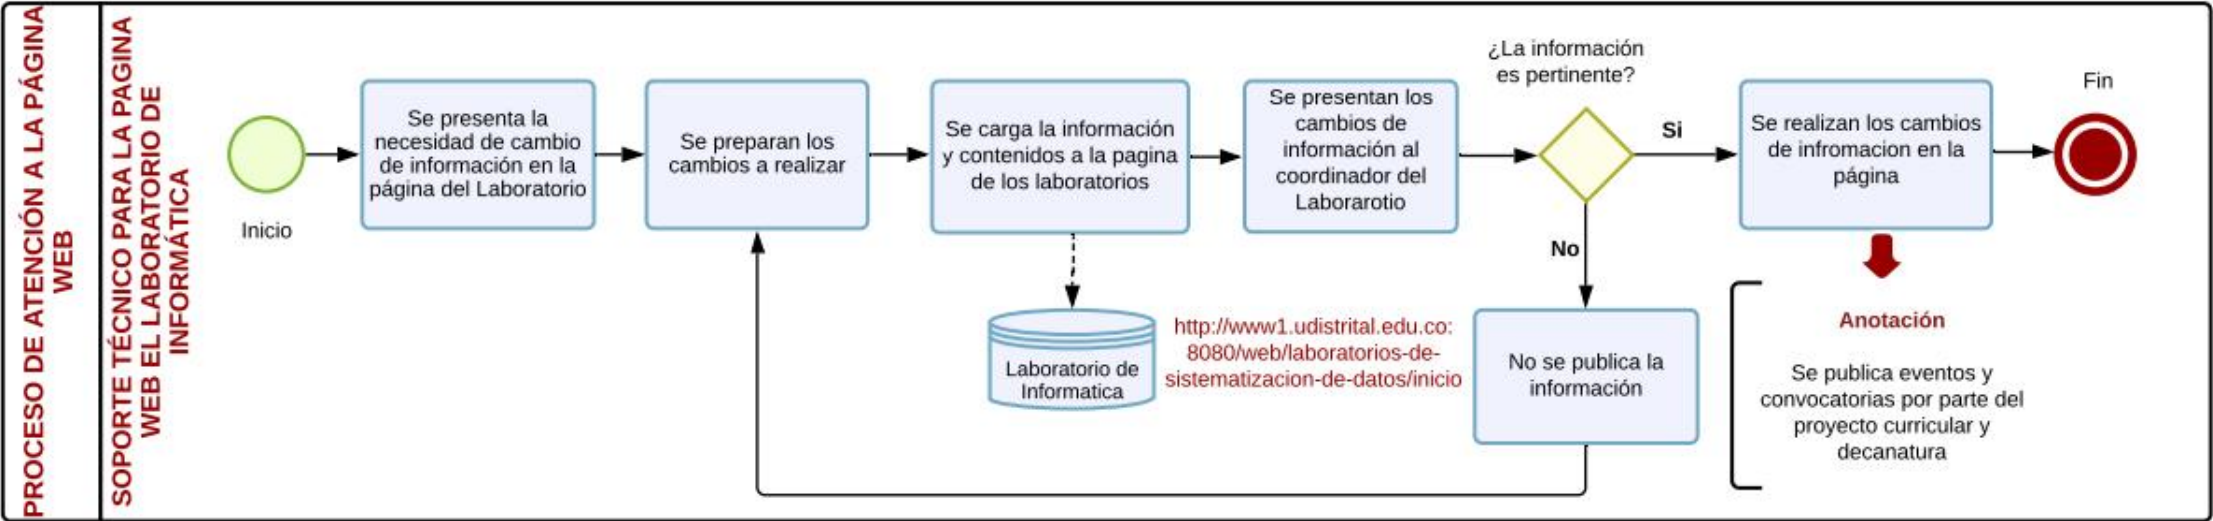 PROCESO DE ATENCIÓN A LA PÁGINA
WEB
SOPORTE TÉCNICO PARA LA PAGINA
WEB EL LABORATORIO DE
INFORMÁTICA
Inicio
Se presenta la
necesidad de cambio
de información en la
página del Laboratorio
Se preparan los
cambios a realizar
Se carga la información
y contenidos a la pagina
de los laboratorios
Laboratorio de
Informatica
http://www1.udistrital.edu.co:
8080/web/laboratorios-de-
sistematizacion-de-datos/inicio
Se presentan los
cambios de
información al
coordinador del
Laborarotio
¿La información
es pertinente?
Si
No
No se publica la
información
Se realizan los cambios
de infromacion en la
página
Anotación
Se publica eventos y
convocatorias por parte del
proyecto curricular y
decanatura
Fin